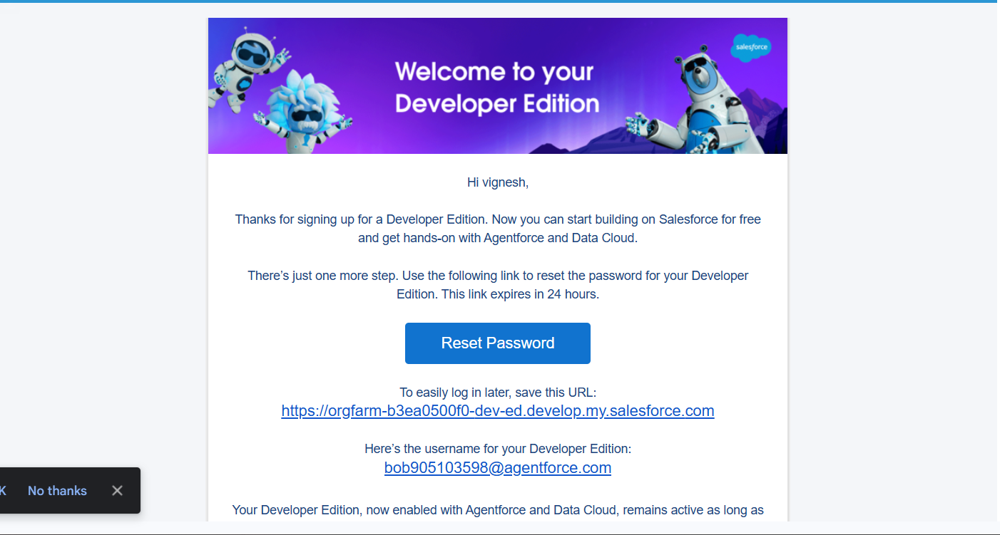 salesforce
Welcome to your
Developer Edition
Hi vignesh,
Thanks for signing up for a Developer Edition. Now you can start building on Salesforce for free
and get hands-on with Agentforce and Data Cloud.
There’s just one more step. Use the following link to reset the password for your Developer
Edition. This link expires in 24 hours.
Reset Password
To easily log in later, save this URL:
https://orgfarm-b3ea0500f0-dev-ed.develop.my.salesforce.com
Here’s the username for your Developer Edition:
bob905103598@agentforce.com
K No thanks
Your Developer Edition, now enabled with Agentforce and Data Cloud, remains active as long as